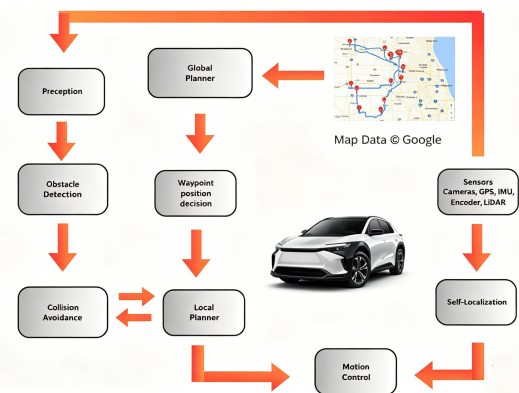 Preception
Global
Planner
Map Data © Google
Obstacle
Detection
Waypoint
position
decision
Sensors
Cameras, GPS, IMU,
Encoder, LiDAR
Collision
Avoidance
Local
Planner
Self-Localization
Motion
Control